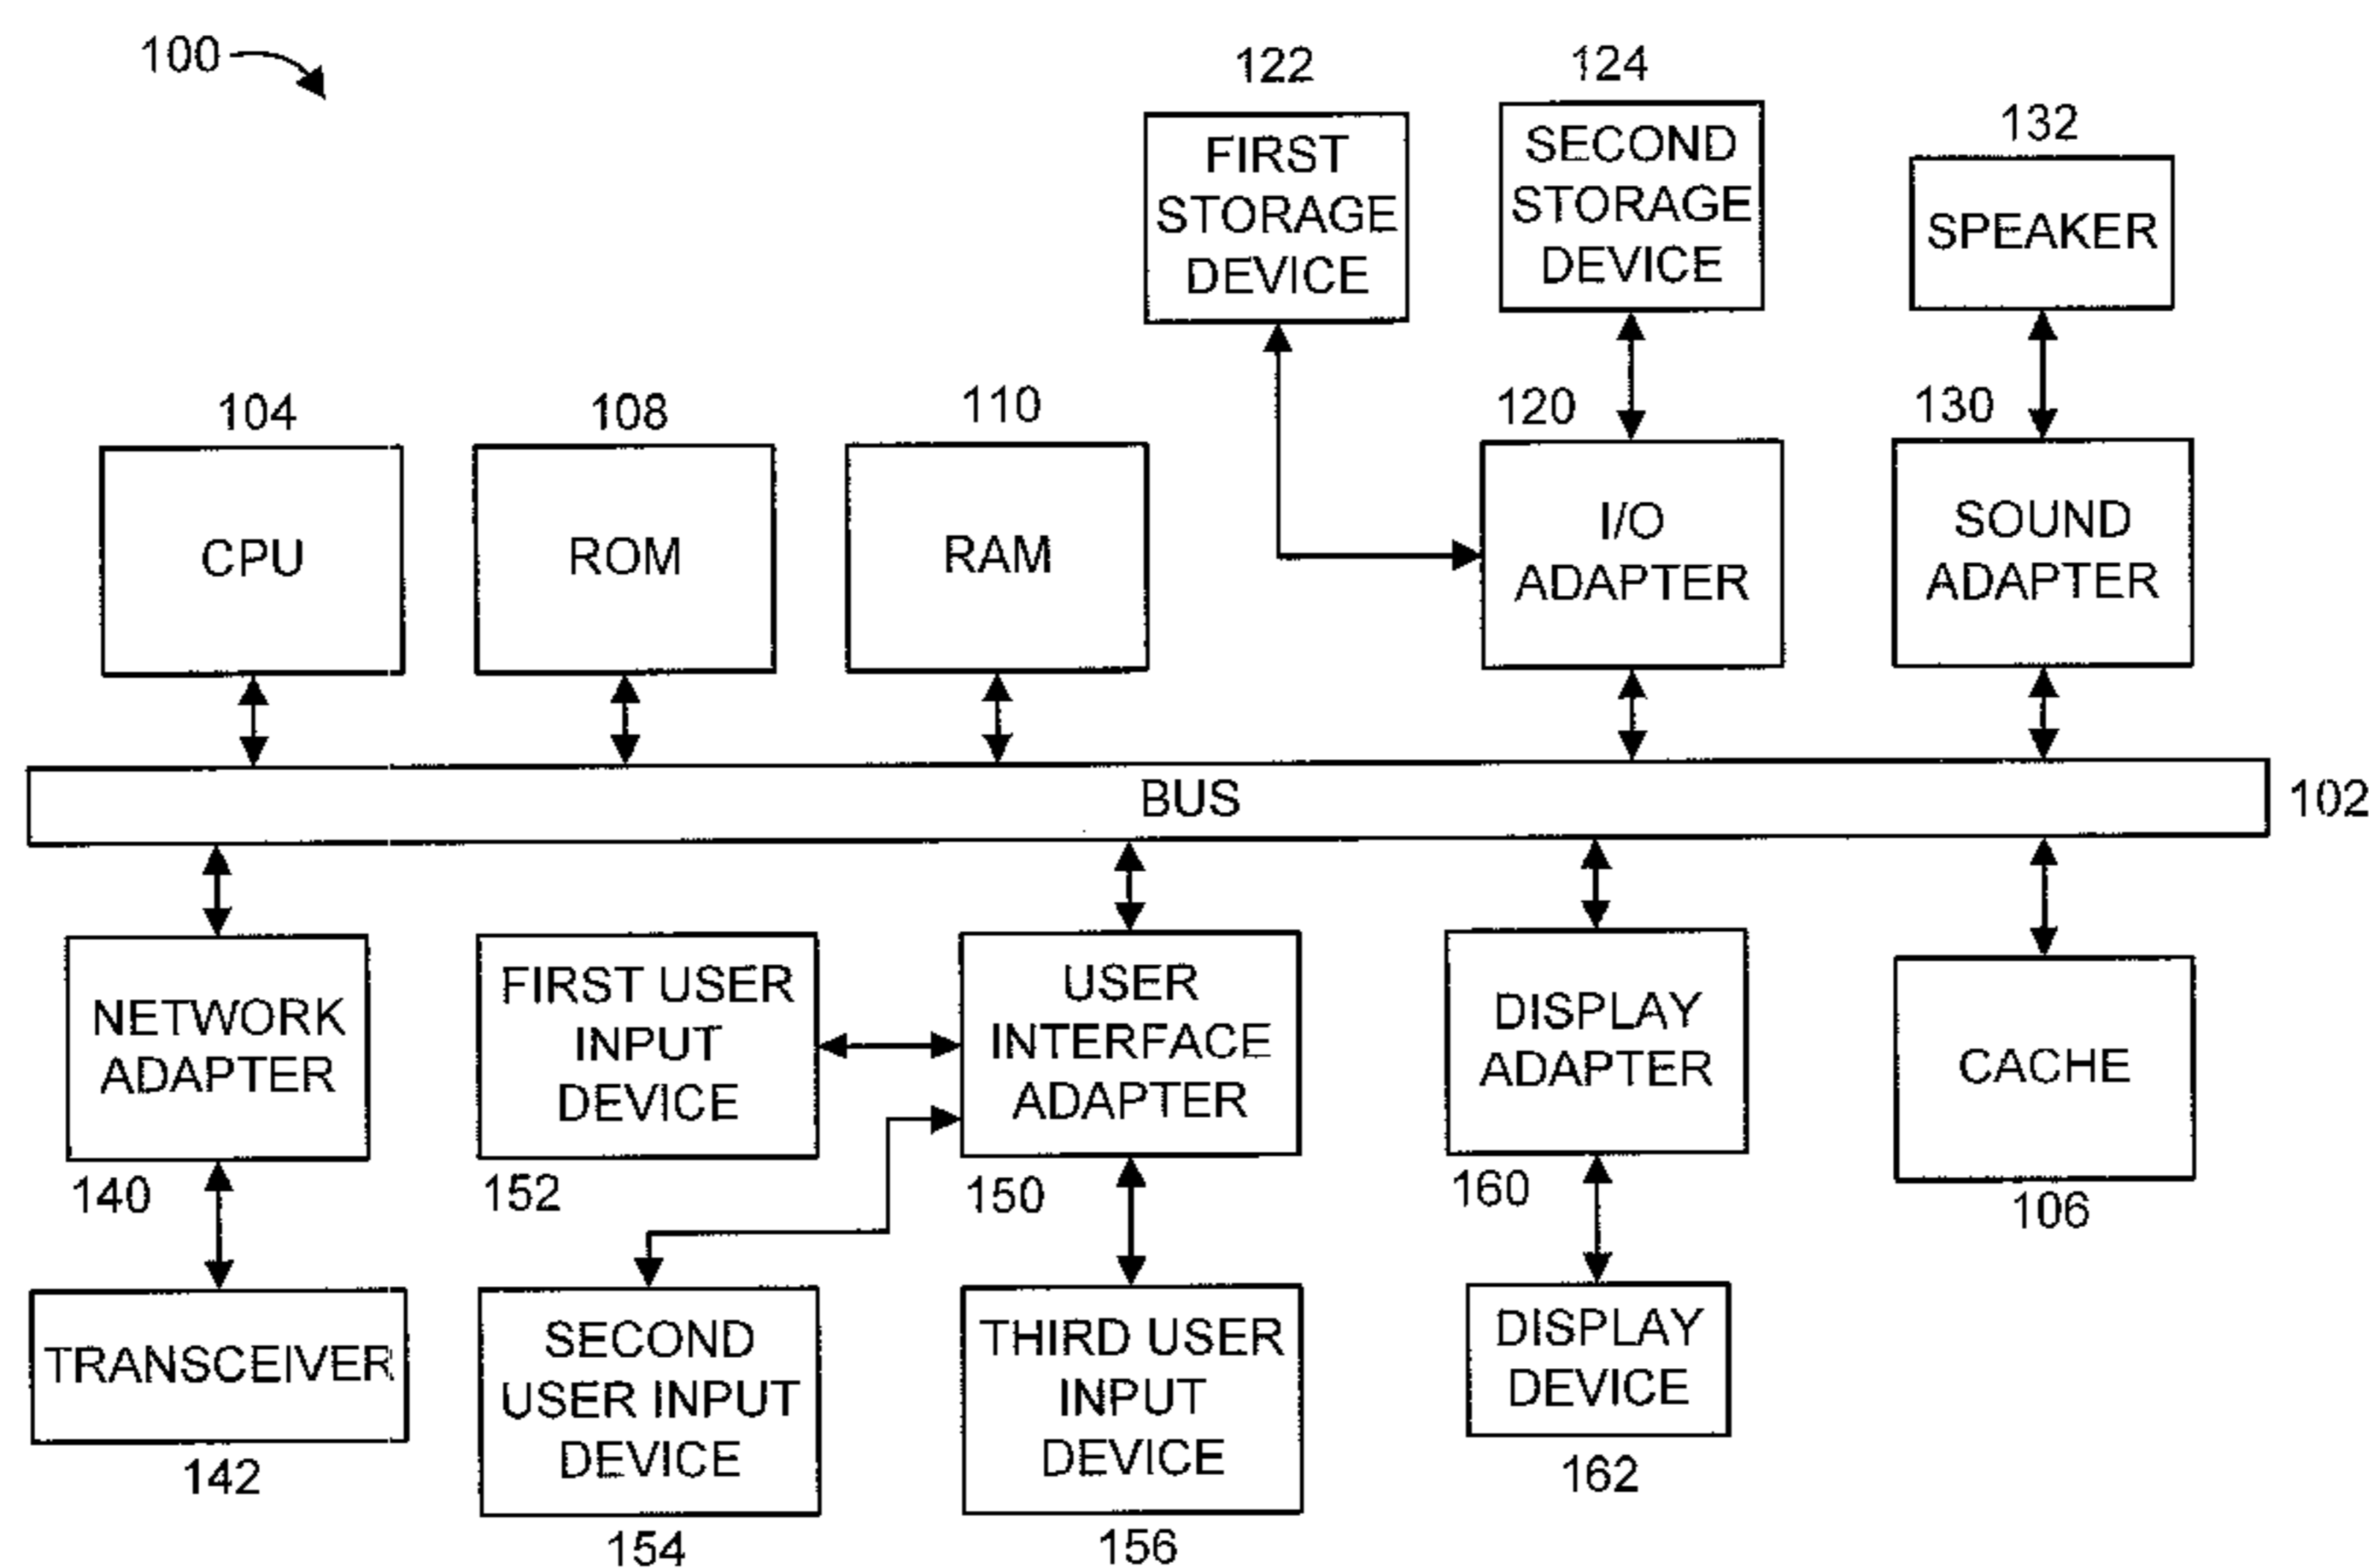 100
122
FIRST
STORAGE
DEVICE
124
SECOND
STORAGE
DEVICE
132
SPEAKER
104
CPU
108
ROM
110
RAM
120
I/O
ADAPTER
130
SOUND
ADAPTER
BUS
102
NETWORK
ADAPTER
140
FIRST USER
INPUT
DEVICE
152
USER
INTERFACE
ADAPTER
150
DISPLAY
ADAPTER
160
CACHE
106
TRANSCEIVER
142
SECOND
USER INPUT
DEVICE
154
THIRD USER
INPUT
DEVICE
156
DISPLAY
DEVICE
162